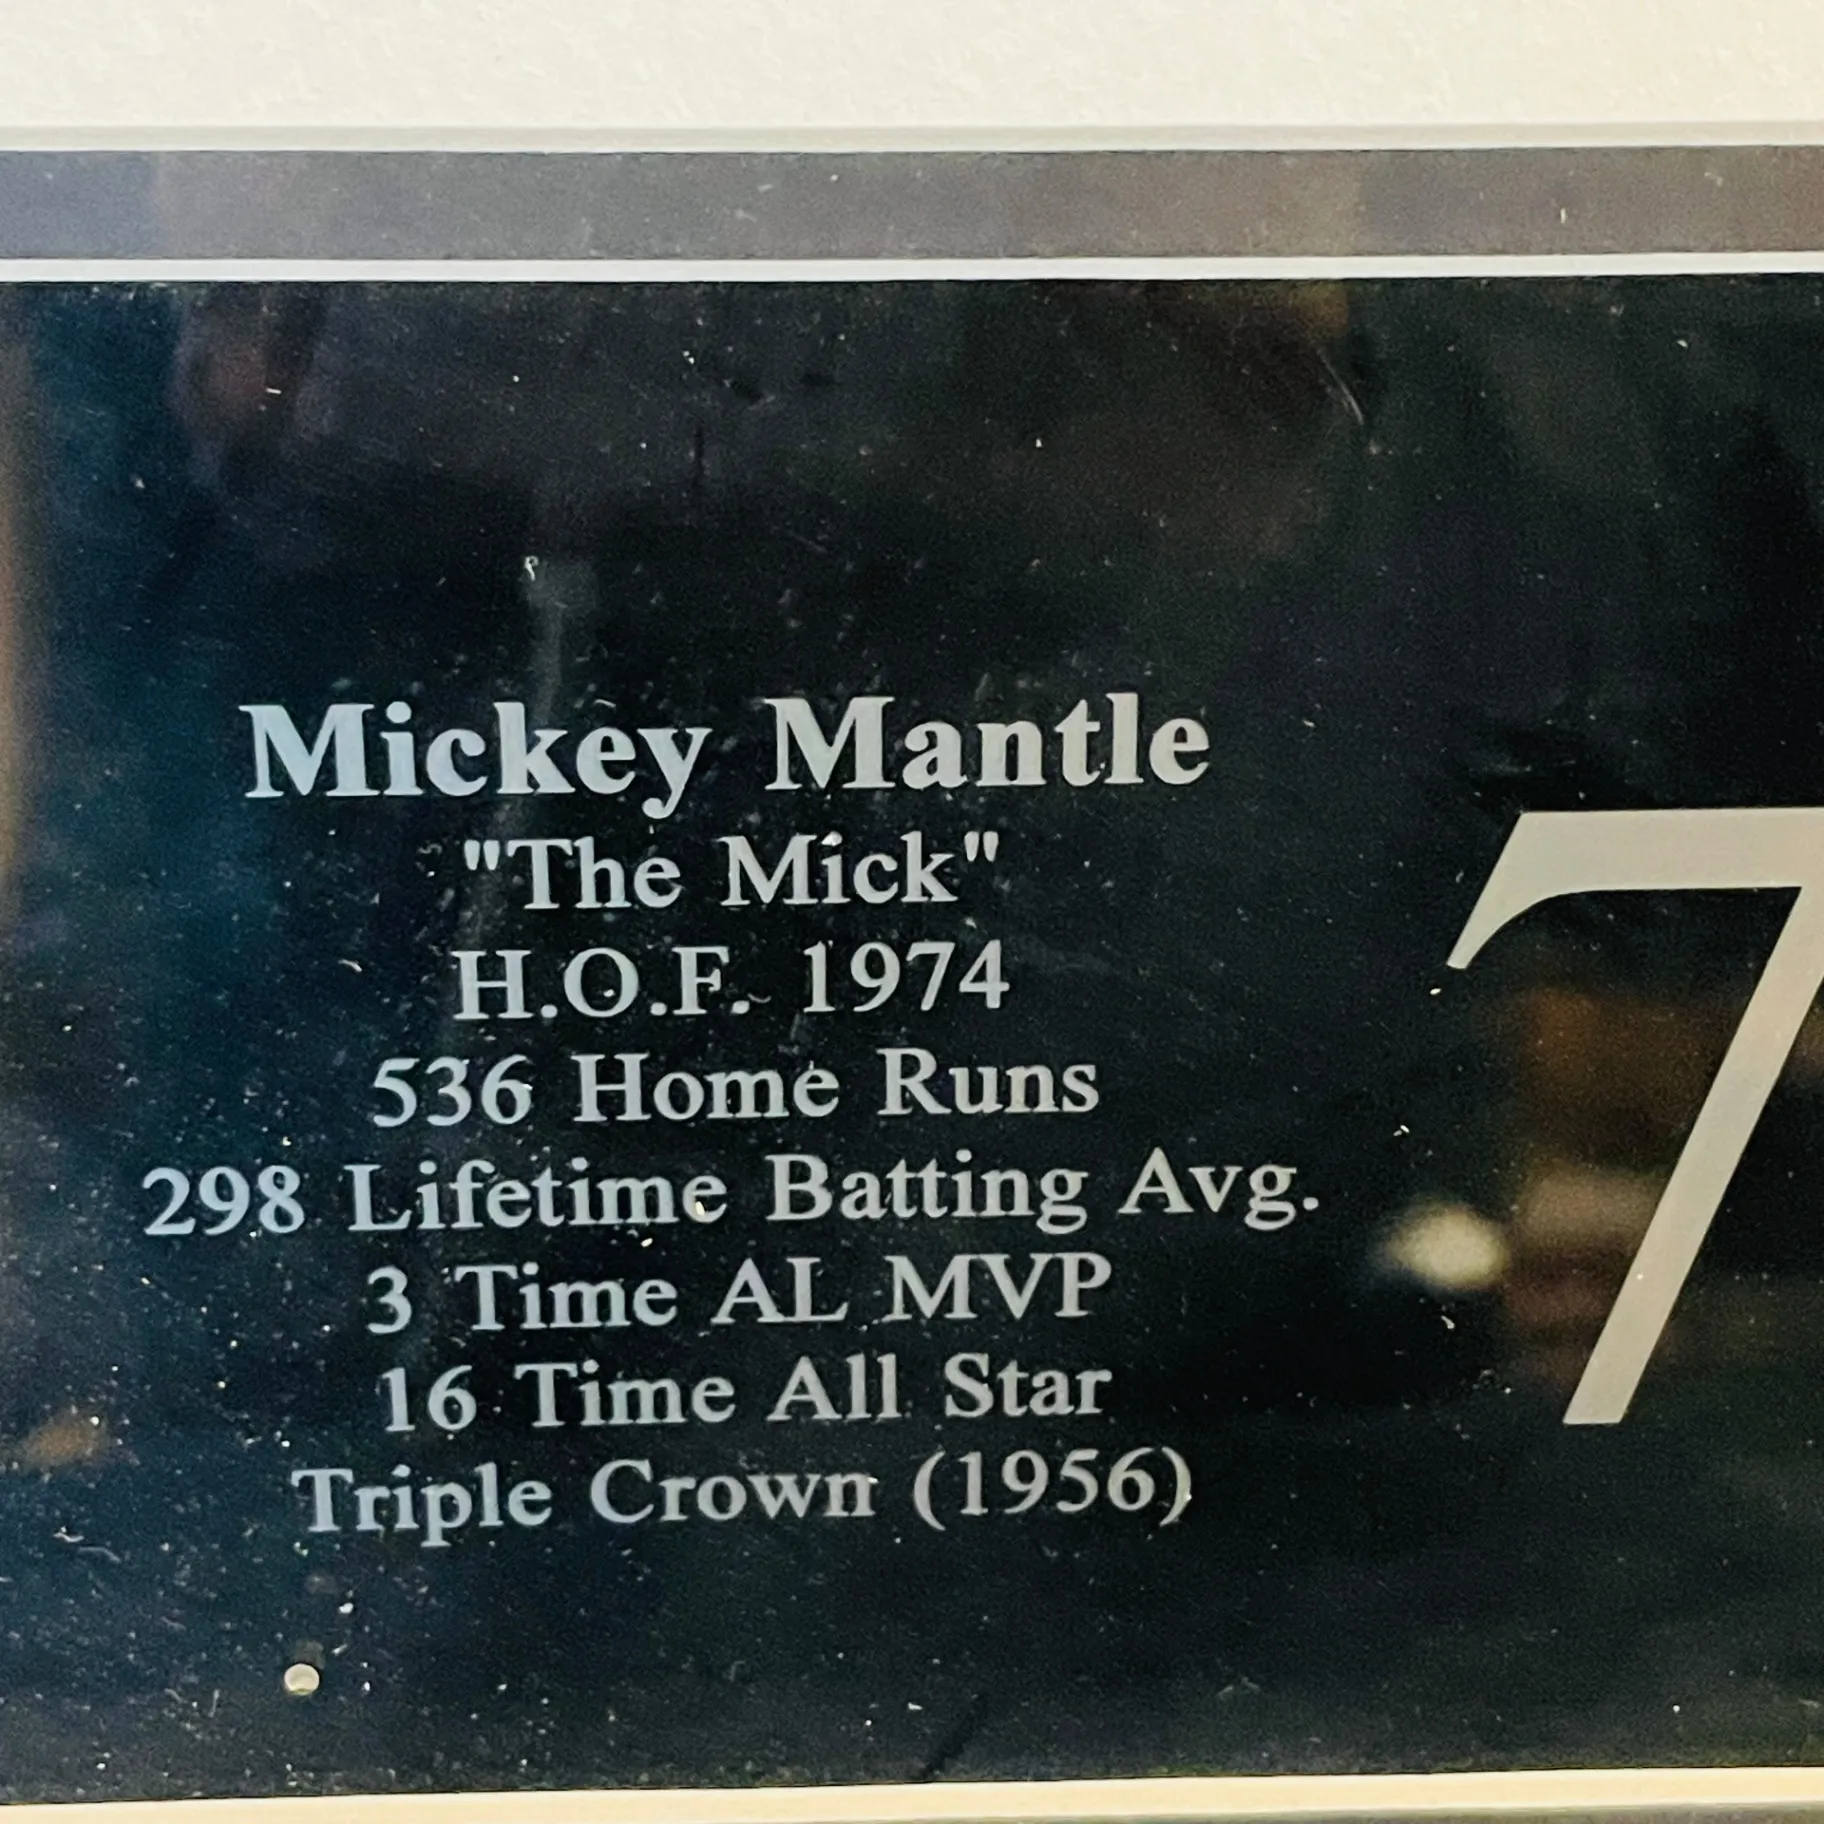 Mickey Mantle
"The Mick"
H.O.F. 1974
536 Home Runs
298 Lifetime Batting Avg.
3 Time AL MVP
16 Time All Star
Triple Crown (1956)
7